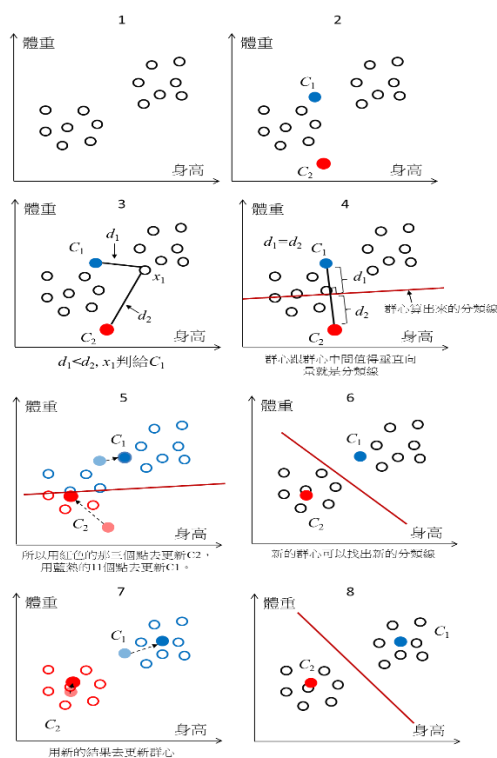 1
體重
身高
2
體重
C1
C2
身高
3
體重
C1
d1
x1
d2
C2
身高
d1<d2, x1判給C1
4
體重
d1=d2
C1
d1
d2
C2
群心算出來的分類線
身高
群心跟群心中間值得垂直向
量就是分類線
5
體重
C1
C2
身高
所以用紅色的那三個點去更新C2，
用藍熱的11個點去更新C1。
6
體重
C1
C2
身高
新的群心可以找出新的分類線
7
體重
C1
C2
身高
用新的結果去更新群心
8
體重
C1
C2
身高